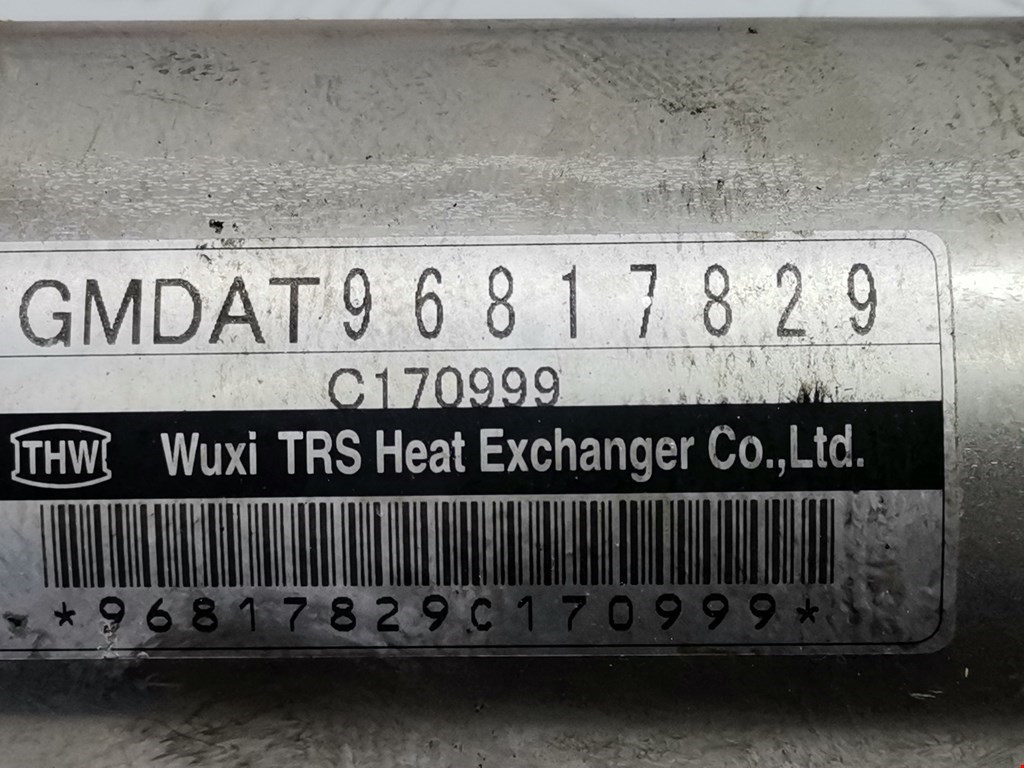 GMDAT96817829
C170999
THW Wuxi TRS Heat Exchanger Co.,Ltd.
*96817829C170999*